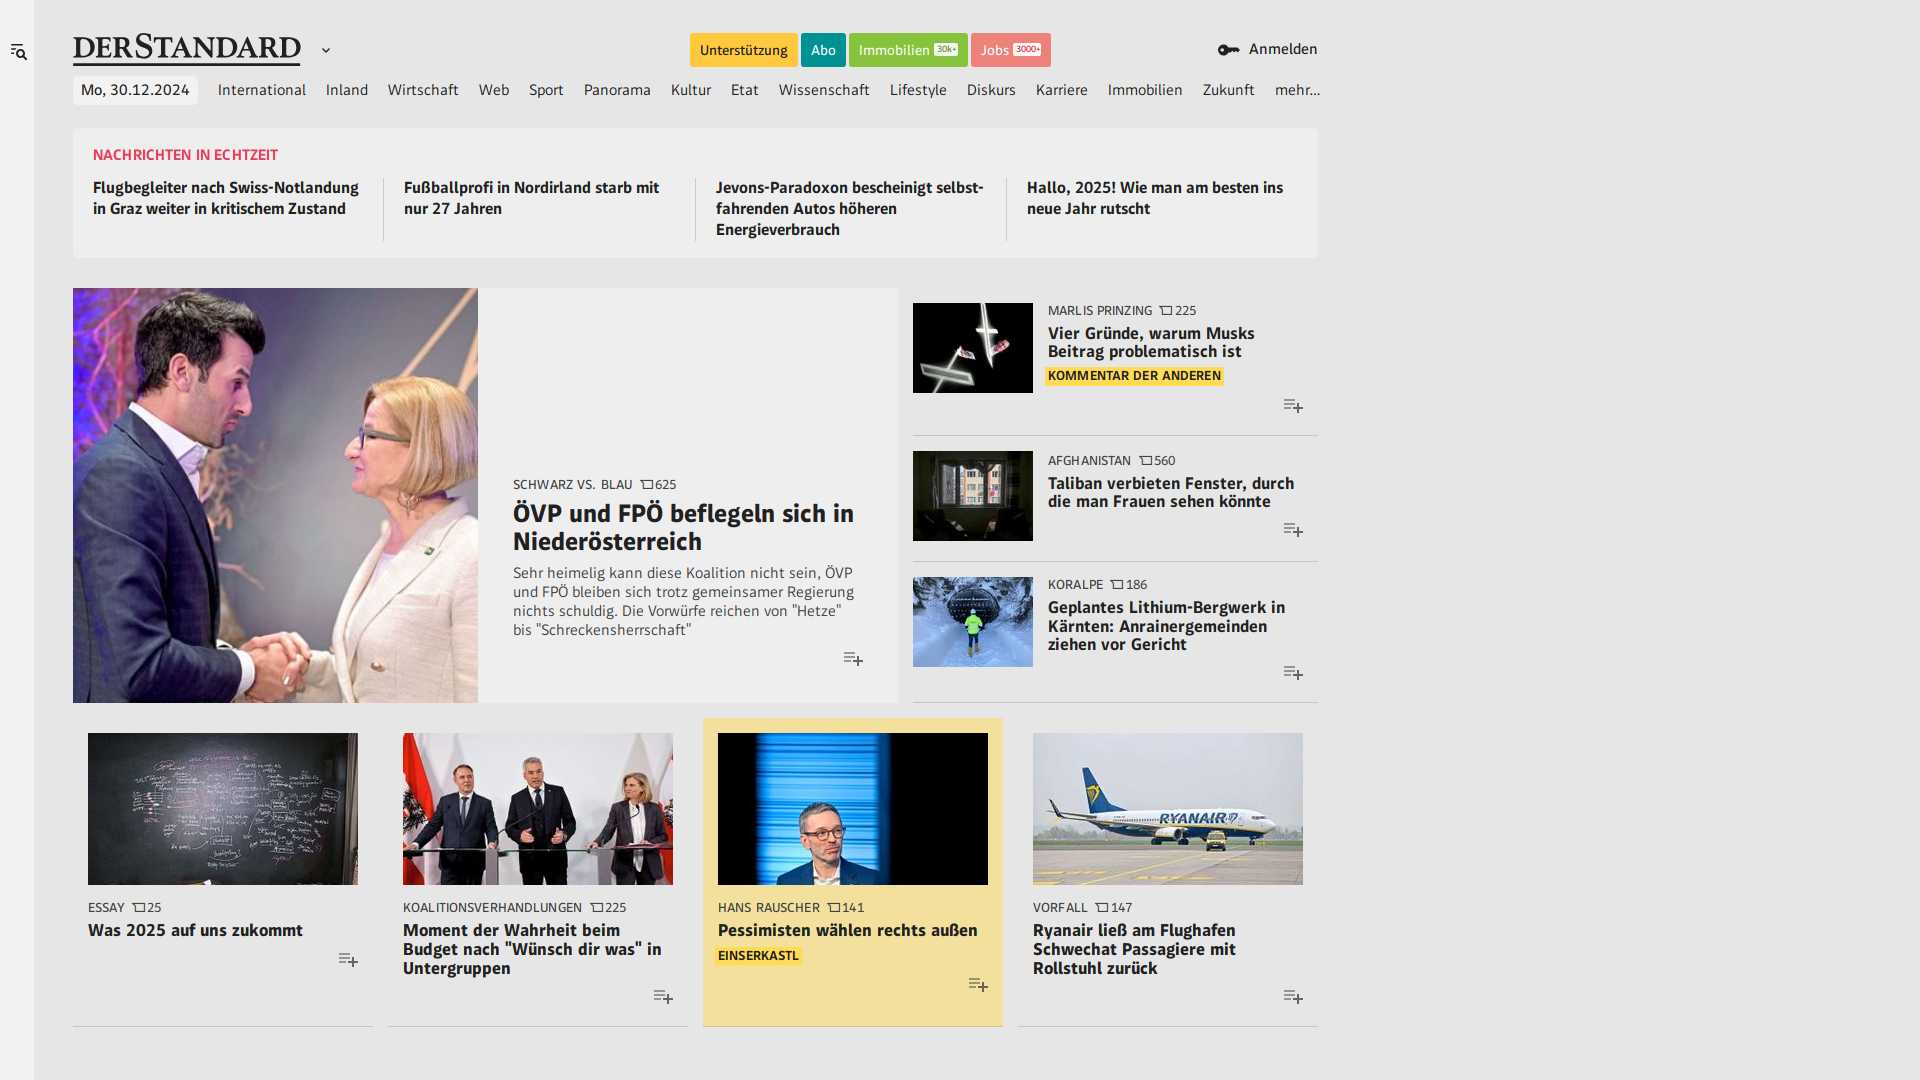 DERSTANDARD
Unterstützung
Abo
Immobilien 30k+
Jobs 3000+
Anmelden
Mo, 30.12.2024
International
Inland
Wirtschaft
Web
Sport
Panorama
Kultur
Etat
Wissenschaft
Lifestyle
Diskurs
Karriere
Immobilien
Zukunft
mehr...
NACHRICHTEN IN ECHTZEIT
Flugbegleiter nach Swiss-Notlandung
in Graz weiter in kritischem Zustand
Fußballprofi in Nordirland starb mit
nur 27 Jahren
Jevons-Paradoxon bescheinigt selbst-
fahrenden Autos höheren
Energieverbrauch
Hallo, 2025! Wie man am besten ins
neue Jahr rutscht
SCHWARZ VS. BLAU 625
ÖVP und FPÖ beflegeln sich in
Niederösterreich
Sehr heimelig kann diese Koalition nicht sein, ÖVP
und FPÖ bleiben sich trotz gemeinsamer Regierung
nichts schuldig. Die Vorwürfe reichen von "Hetze"
bis "Schreckensherrschaft"
MARLIS PRINZING 225
Vier Gründe, warum Musks
Beitrag problematisch ist
KOMMENTAR DER ANDEREN
AFGHANISTAN 560
Taliban verbieten Fenster, durch
die man Frauen sehen könnte
KORALPE 186
Geplantes Lithium-Bergwerk in
Kärnten: Anrainergemeinden
ziehen vor Gericht
ESSAY 25
Was 2025 auf uns zukommt
KOALITIONSVERHANDLUNGEN 225
Moment der Wahrheit beim
Budget nach "Wünsch dir was" in
Untergruppen
HANS RAUSCHER 141
Pessimisten wählen rechts außen
EINSERKASTL
RYANAIR
VORFALL 147
Ryanair ließ am Flughafen
Schwechat Passagiere mit
Rollstuhl zurück